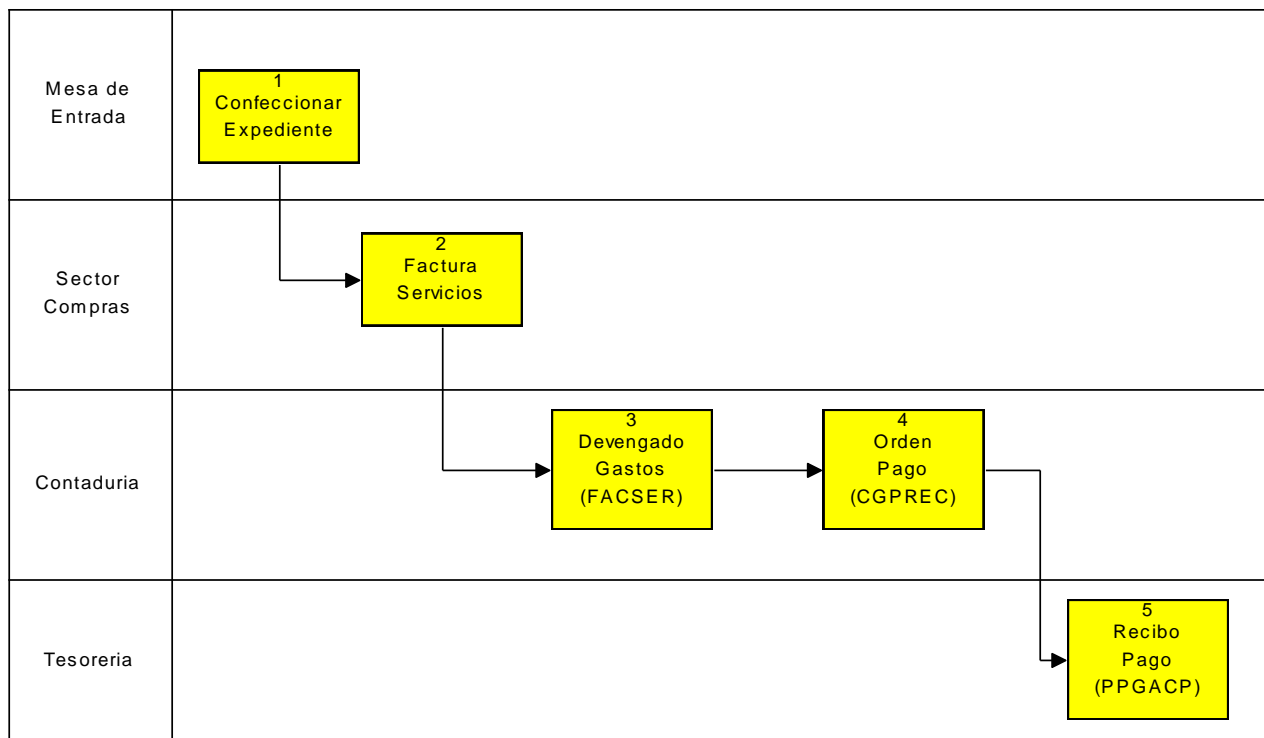 Mesa de
Entrada
1
Confeccionar
Expediente
Sector
Compras
2
Factura
Servicios
Contaduria
3
Devengado
Gastos
(FACSER)
4
Orden
Pago
(CGPREC)
Tesoreria
5
Recibo
Pago
(PPGACP)